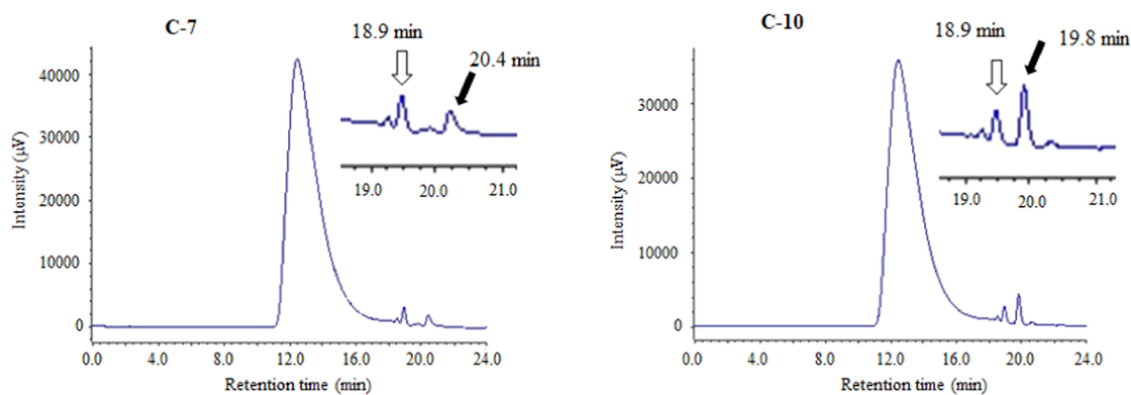 C-7
18.9 min
20.4 min
40000
30000
20000
10000
0
Intensity (μV)
19.0 20.0 21.0
0.0 4.0 8.0 12.0 16.0 20.0 24.0
Retention time (min)
C-10
18.9 min
19.8 min
30000
20000
10000
0
Intensity (μV)
19.0 20.0 21.0
0.0 4.0 8.0 12.0 16.0 20.0 24.0
Retention time (min)